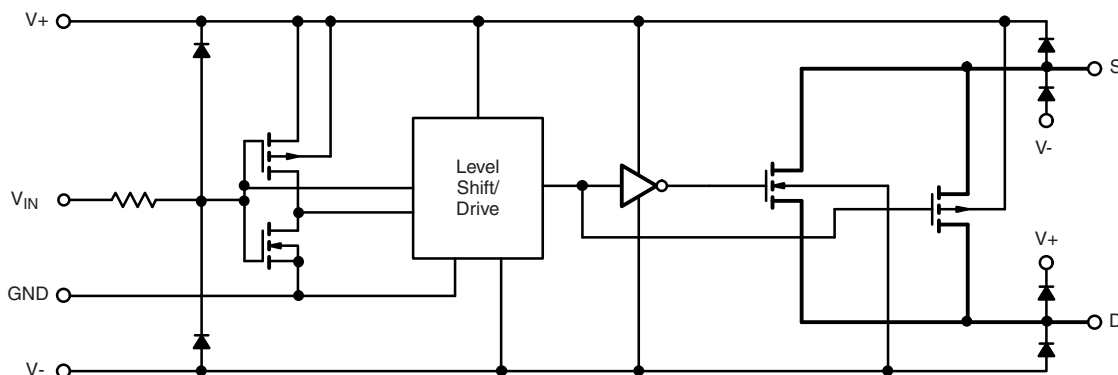 V+
S
V-
Level
Shift/
Drive
VIN
V+
GND
D
V-